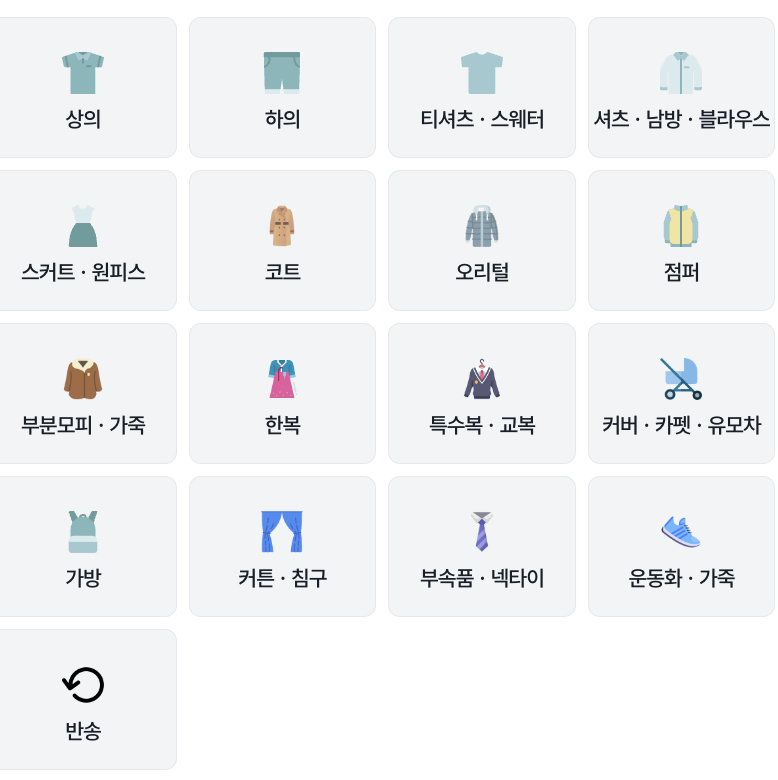 상의
하의
티셔츠 · 스웨터
셔츠 · 남방 · 블라우스
스커트 · 원피스
코트
오리털
점퍼
부분모피 · 가죽
한복
특수복 · 교복
커버 · 카펫 · 유모차
가방
커튼 · 침구
부속품 · 넥타이
운동화 · 가죽
반송